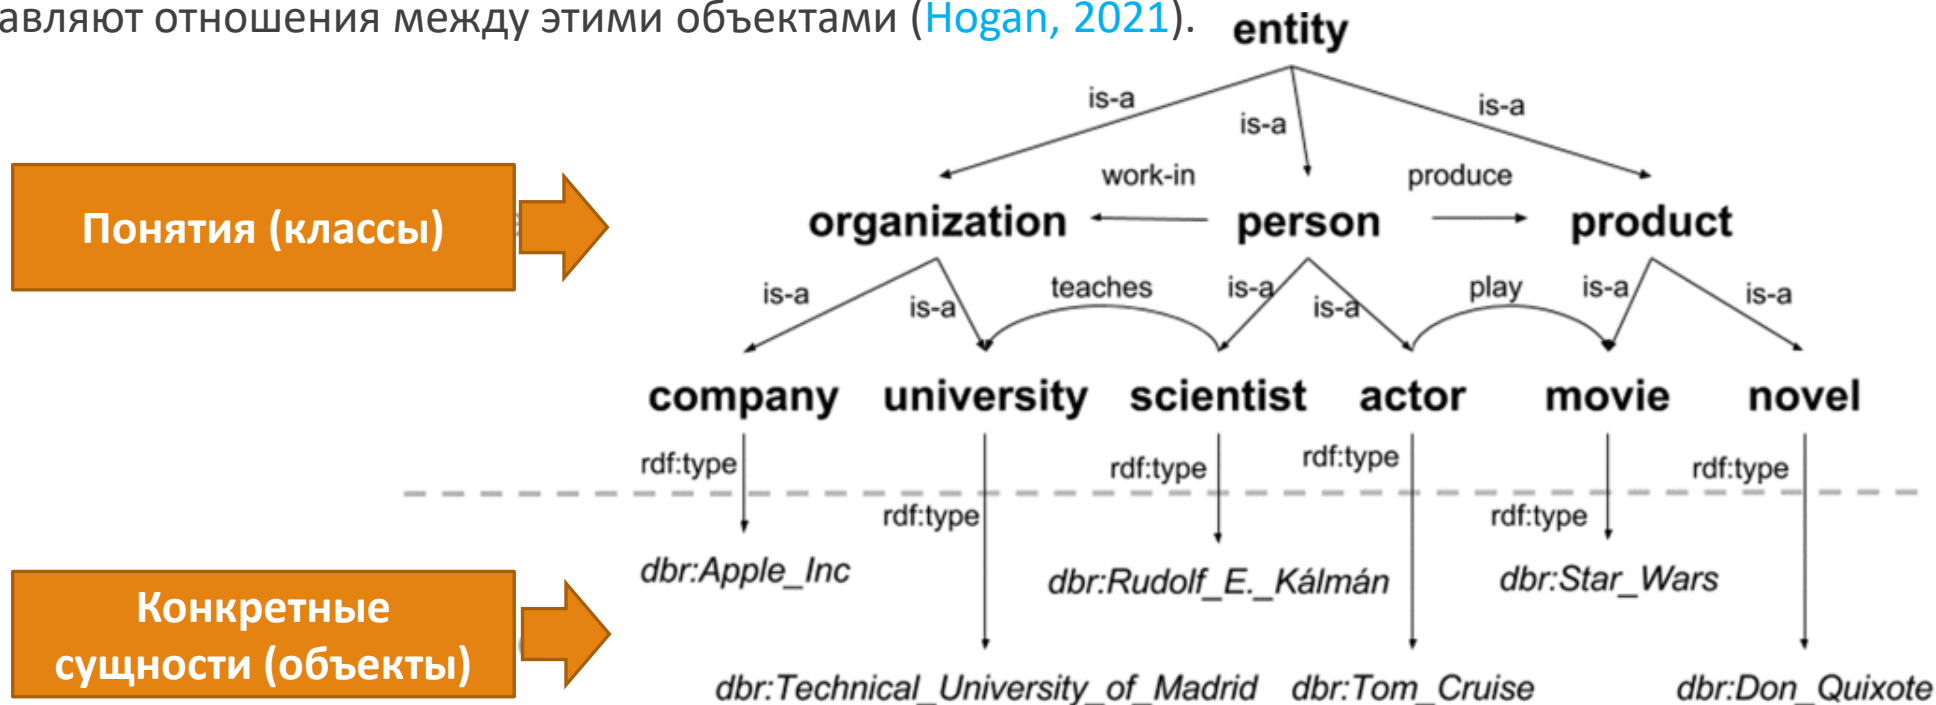 авляют отношения между этими объектами (Hogan, 2021).
entity
is-a
is-a
is-a
work-in
produce
Понятия (классы)
organization
person
product
is-a
is-a
teaches
is-a
is-a
play
is-a
is-a
company
university
scientist
actor
movie
novel
rdf:type
rdf:type
rdf:type
rdf:type
rdf:type
rdf:type
dbr:Apple_Inc
dbr:Rudolf_E._Kálmán
dbr:Star_Wars
Конкретные
сущности (объекты)
dbr:Technical_University_of_Madrid
dbr:Tom_Cruise
dbr:Don_Quixote